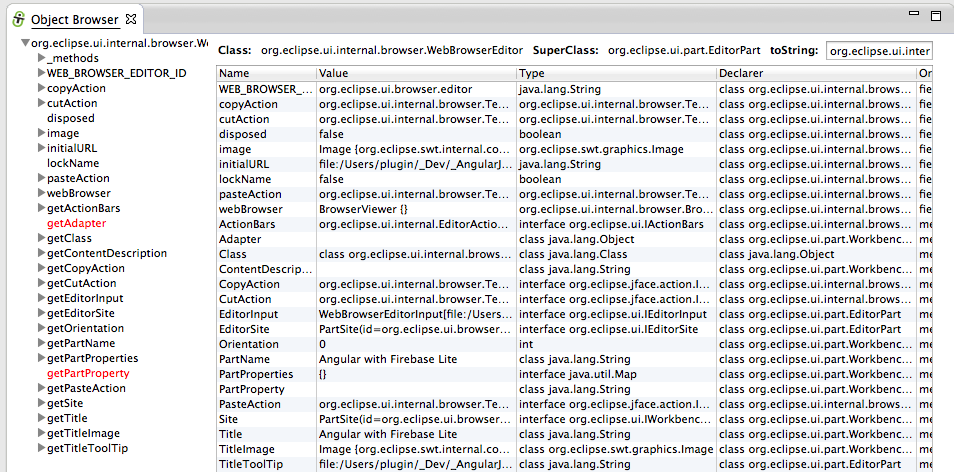 Object Browser
Class: org.eclipse.ui.internal.browser.WebBrowserEditor SuperClass: org.eclipse.ui.part.EditorPart toString: org.eclipse.ui.inter
org.eclipse.ui.internal.browser.W
_methods
WEB_BROWSER_EDITOR_ID
copyAction
cutAction
disposed
image
initialURL
lockName
pasteAction
webBrowser
getActionBars
getAdapter
getClass
getContentDescription
getCopyAction
getCutAction
getEditorInput
getEditorSite
getOrientation
getPartName
getPartProperties
getPartProperty
getPasteAction
getSite
getTitle
getTitleImage
getTitleToolTip
Name Value Type Declarer Or
WEB_BROWSER_... org.eclipse.ui.browser.editor java.lang.String class org.eclipse.ui.internal.brows... fie
copyAction org.eclipse.ui.internal.browser.Te... org.eclipse.ui.internal.browser.Te... class org.eclipse.ui.internal.brows... fie
cutAction org.eclipse.ui.internal.browser.Te... org.eclipse.ui.internal.browser.Te... class org.eclipse.ui.internal.brows... fie
disposed false boolean class org.eclipse.ui.internal.brows... fie
image Image {org.eclipse.swt.internal.co... org.eclipse.swt.graphics.Image class org.eclipse.ui.internal.brows... fie
initialURL file:/Users/plugin/_Dev/_AngularJ... java.lang.String class org.eclipse.ui.internal.brows... fie
lockName false boolean class org.eclipse.ui.internal.brows... fie
pasteAction org.eclipse.ui.internal.browser.Te... org.eclipse.ui.internal.browser.Te... class org.eclipse.ui.internal.brows... fie
webBrowser BrowserViewer {} org.eclipse.ui.internal.browser.Bro... class org.eclipse.ui.internal.brows... fie
ActionBars org.eclipse.ui.internal.EditorActio... interface org.eclipse.ui.IActionBars class org.eclipse.ui.internal.brows... me
Adapter class java.lang.Object class org.eclipse.ui.part.Workbenc... me
Class class org.eclipse.ui.internal.brows... class java.lang.Class class java.lang.Object me
ContentDescrip... class java.lang.String class org.eclipse.ui.part.Workbenc... me
CopyAction org.eclipse.ui.internal.browser.Te... interface org.eclipse.jface.action.I... class org.eclipse.ui.internal.brows... me
CutAction org.eclipse.ui.internal.browser.Te... interface org.eclipse.jface.action.I... class org.eclipse.ui.internal.brows... me
EditorInput WebBrowserEditorInput[file:/Users... interface org.eclipse.ui.IEditorInput class org.eclipse.ui.part.EditorPart me
EditorSite PartSite(id=org.eclipse.ui.browser... interface org.eclipse.ui.IEditorSite class org.eclipse.ui.part.EditorPart me
Orientation 0 int class org.eclipse.ui.part.Workbenc... me
PartName Angular with Firebase Lite class java.lang.String class org.eclipse.ui.part.Workbenc... me
PartProperties {} interface java.util.Map class org.eclipse.ui.part.Workbenc... me
PartProperty class java.lang.String class org.eclipse.ui.part.Workbenc... me
PasteAction org.eclipse.ui.internal.browser.Te... interface org.eclipse.jface.action.I... class org.eclipse.ui.internal.brows... me
Site PartSite(id=org.eclipse.ui.browser... interface org.eclipse.ui.IWorkbenc... class org.eclipse.ui.part.Workbenc... me
Title Angular with Firebase Lite class java.lang.String class org.eclipse.ui.part.Workbenc... me
TitleImage Image {org.eclipse.swt.internal.co... class org.eclipse.swt.graphics.Image class org.eclipse.ui.part.Workbenc... me
TitleToolTip file:/Users/plugin/_Dev/_AngularJ... class java.lang.String class org.eclipse.ui.part.EditorPart me